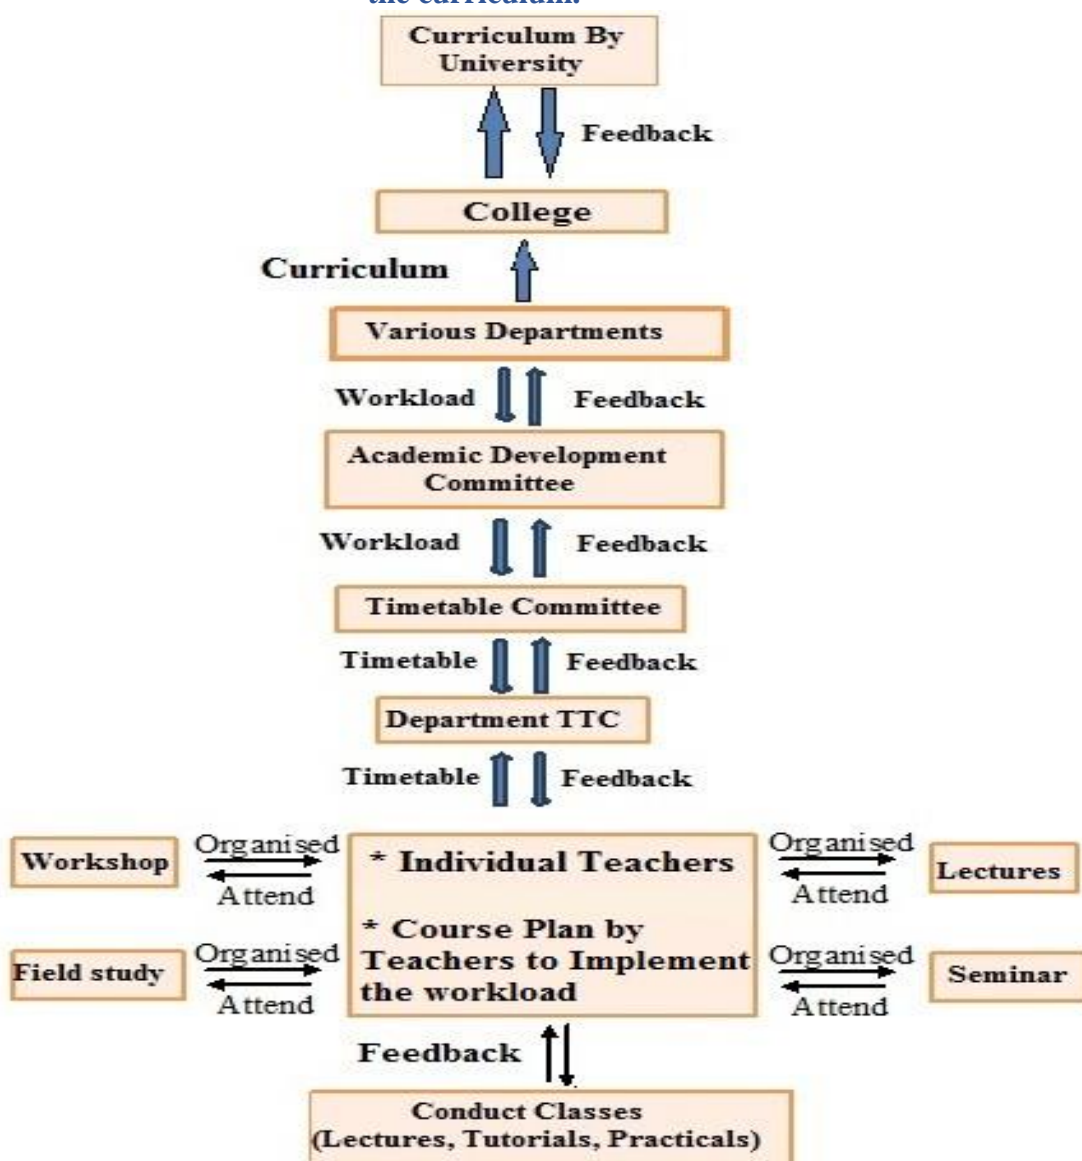 the curriculum.
Curriculum By
University
Feedback
College
Curriculum
Various Departments
Workload Feedback
Academic Development
Committee
Workload Feedback
Timetable Committee
Timetable Feedback
Department TTC
Timetable Feedback
Workshop
Organised
Attend
* Individual Teachers
Organised
Attend
Lectures
Field study
Organised
Attend
* Course Plan by
Teachers to Implement
the workload
Organised
Attend
Seminar
Feedback
Conduct Classes
(Lectures, Tutorials, Practicals)